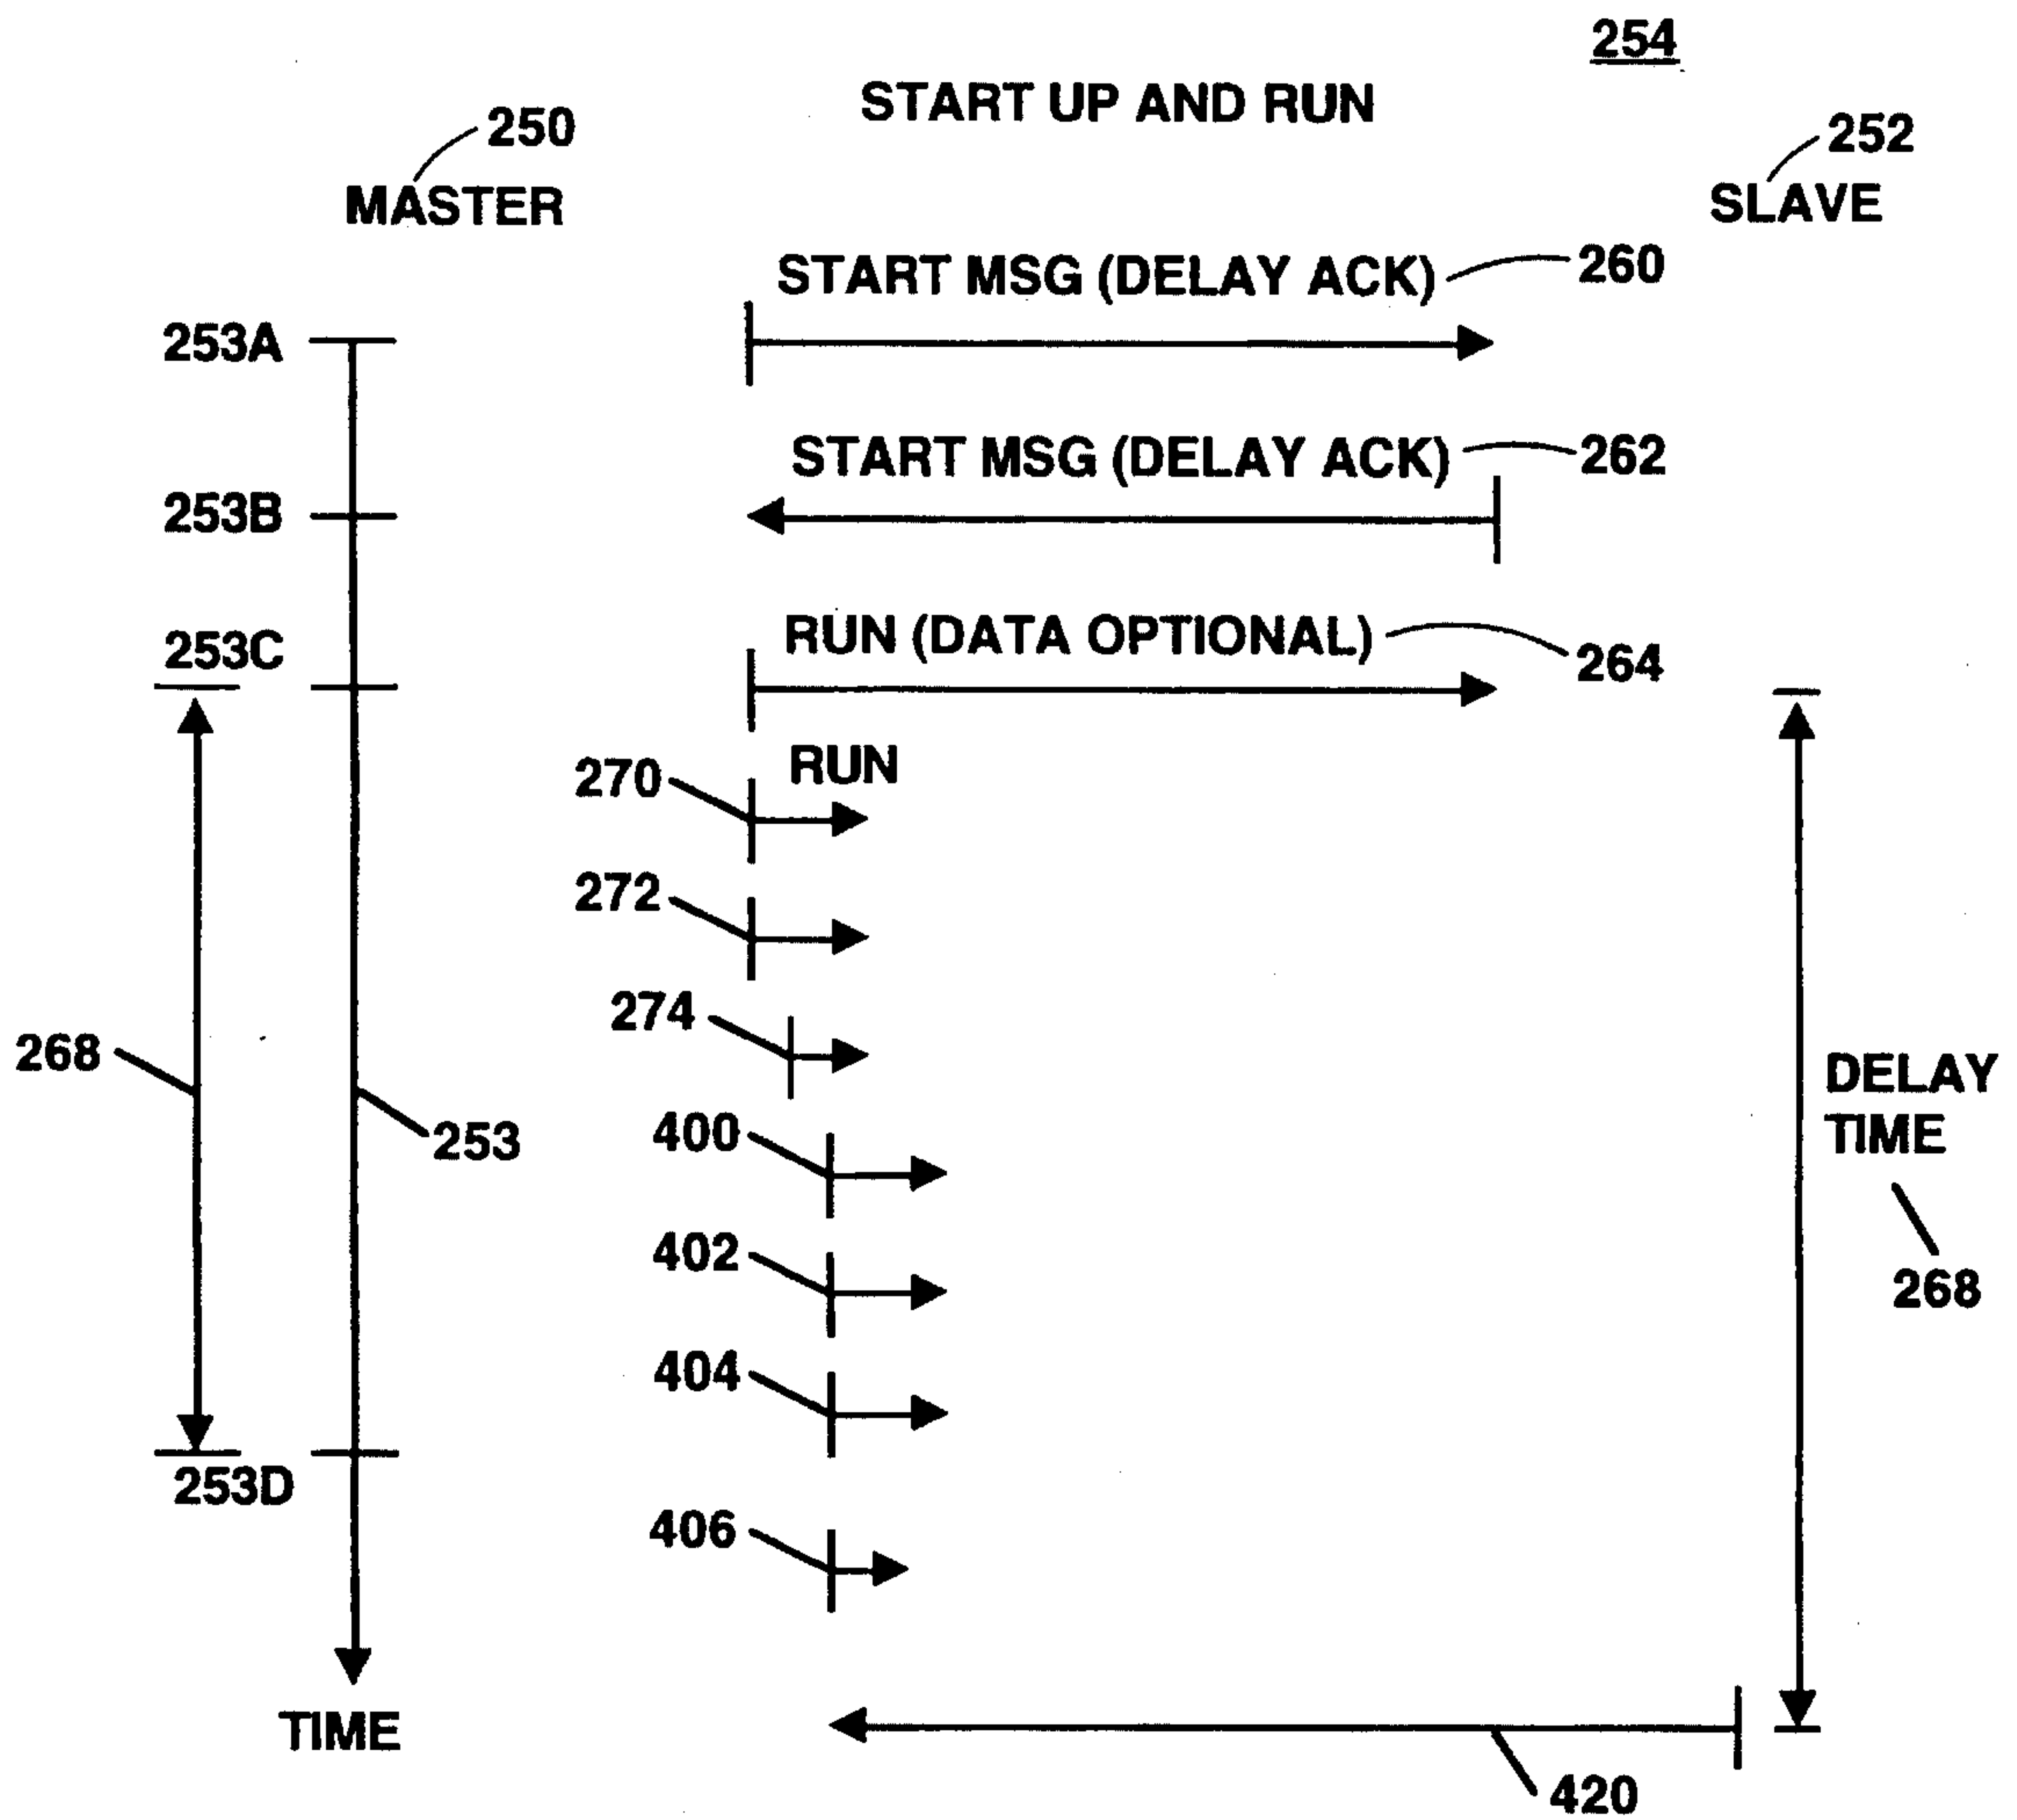 254
START UP AND RUN
250
252
MASTER
SLAVE
START MSG (DELAY ACK)
260
253A
START MSG (DELAY ACK)
262
253B
RUN (DATA OPTIONAL)
264
253C
RUN
270
272
274
268
253
DELAY
TIME
268
400
402
404
253D
406
TIME
420